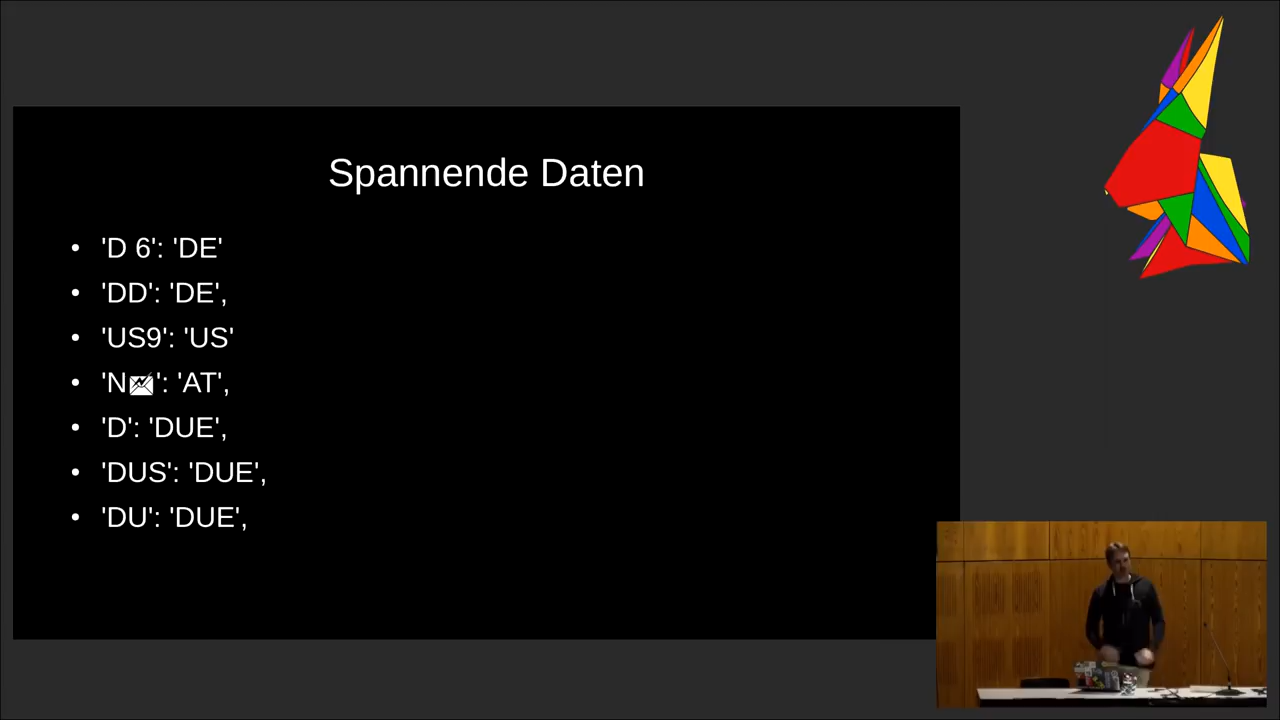 Spannende Daten
'D 6': 'DE'
'DD': 'DE',
'US9': 'US'
'N🗲': 'AT',
'D': 'DUE',
'DUS': 'DUE',
'DU': 'DUE',